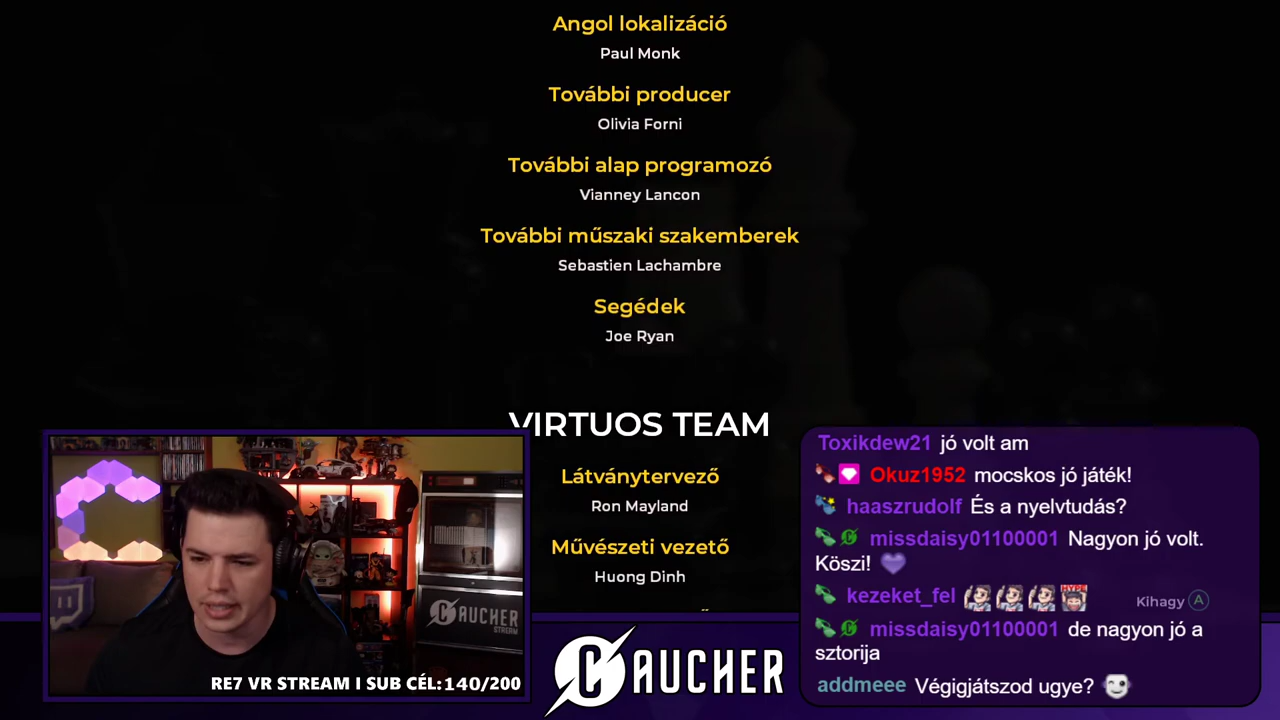 Angol lokalizáció
Paul Monk
További producer
Olivia Forni
További alap programozó
Vianney Lancon
További műszaki szakemberek
Sebastien Lachambre
Segédek
Joe Ryan
VIRTUOS TEAM
Látványtervező
Ron Mayland
Művészeti vezető
Huong Dinh
Toxikdew21 jó volt am
Okuz1952 mocskos jó játék!
haaszrudolf És a nyelvtudás?
missdaisy01100001 Nagyon jó volt.
Köszi!
kezeket_fel HYPE
Kihagy A
missdaisy01100001 de nagyon jó a
sztorija
addmeee Végigjátszod ugye?
CAUCHER
STREAM
RE7 VR STREAM I SUB CÉL:140/200
CAUCHER